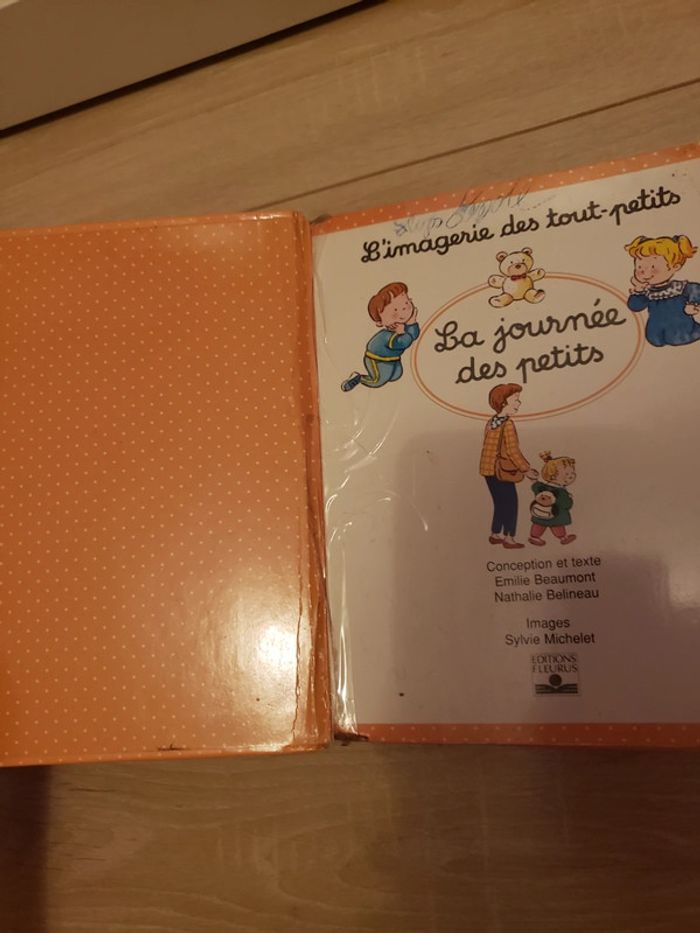 L'imagerie des tout-petits
La journée
des petits
Conception et texte
Emilie Beaumont
Nathalie Belineau
Images
Sylvie Michelet
EDITIONS
FLEURUS